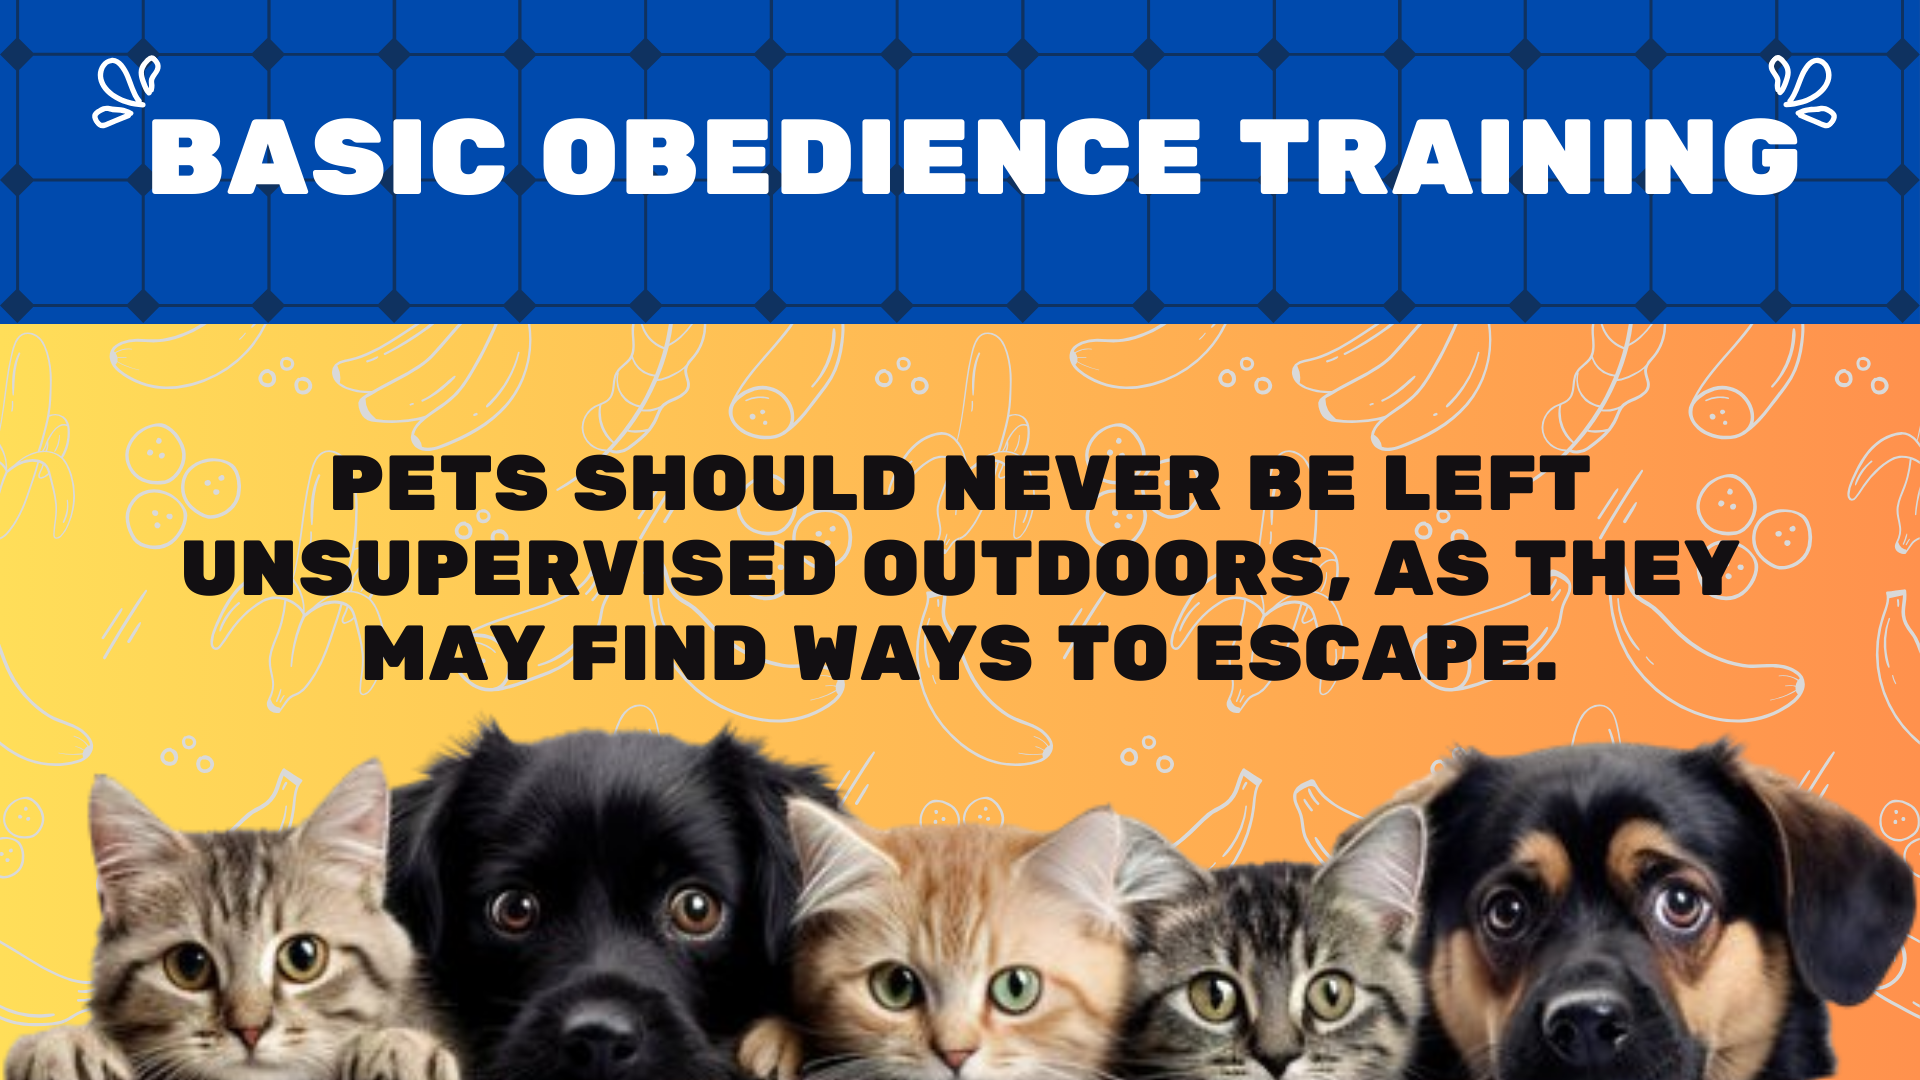 BASIC OBEDIENCE TRAINING
PETS SHOULD NEVER BE LEFT
UNSUPERVISED OUTDOORS, AS THEY
MAY FIND WAYS TO ESCAPE.